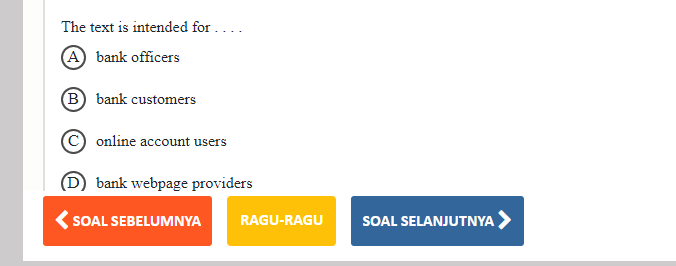 The text is intended for . . . .
A bank officers
B bank customers
C online account users
D bank webpage providers
SOAL SEBELUMNYA RAGU-RAGU SOAL SELANJUTNYA